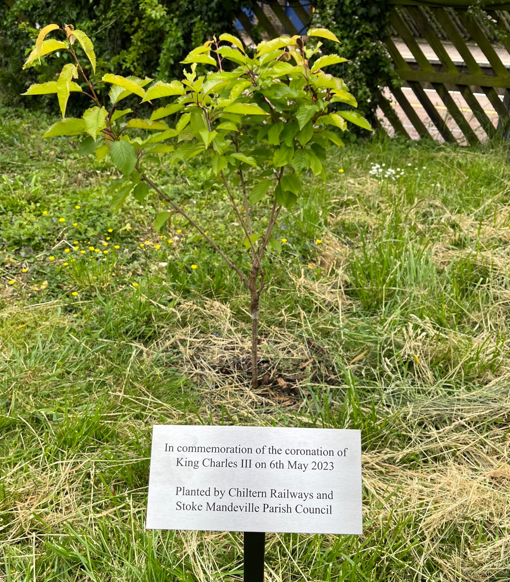 In commemoration of the coronation of
King Charles III on 6th May 2023
Planted by Chiltern Railways and
Stoke Mandeville Parish Council